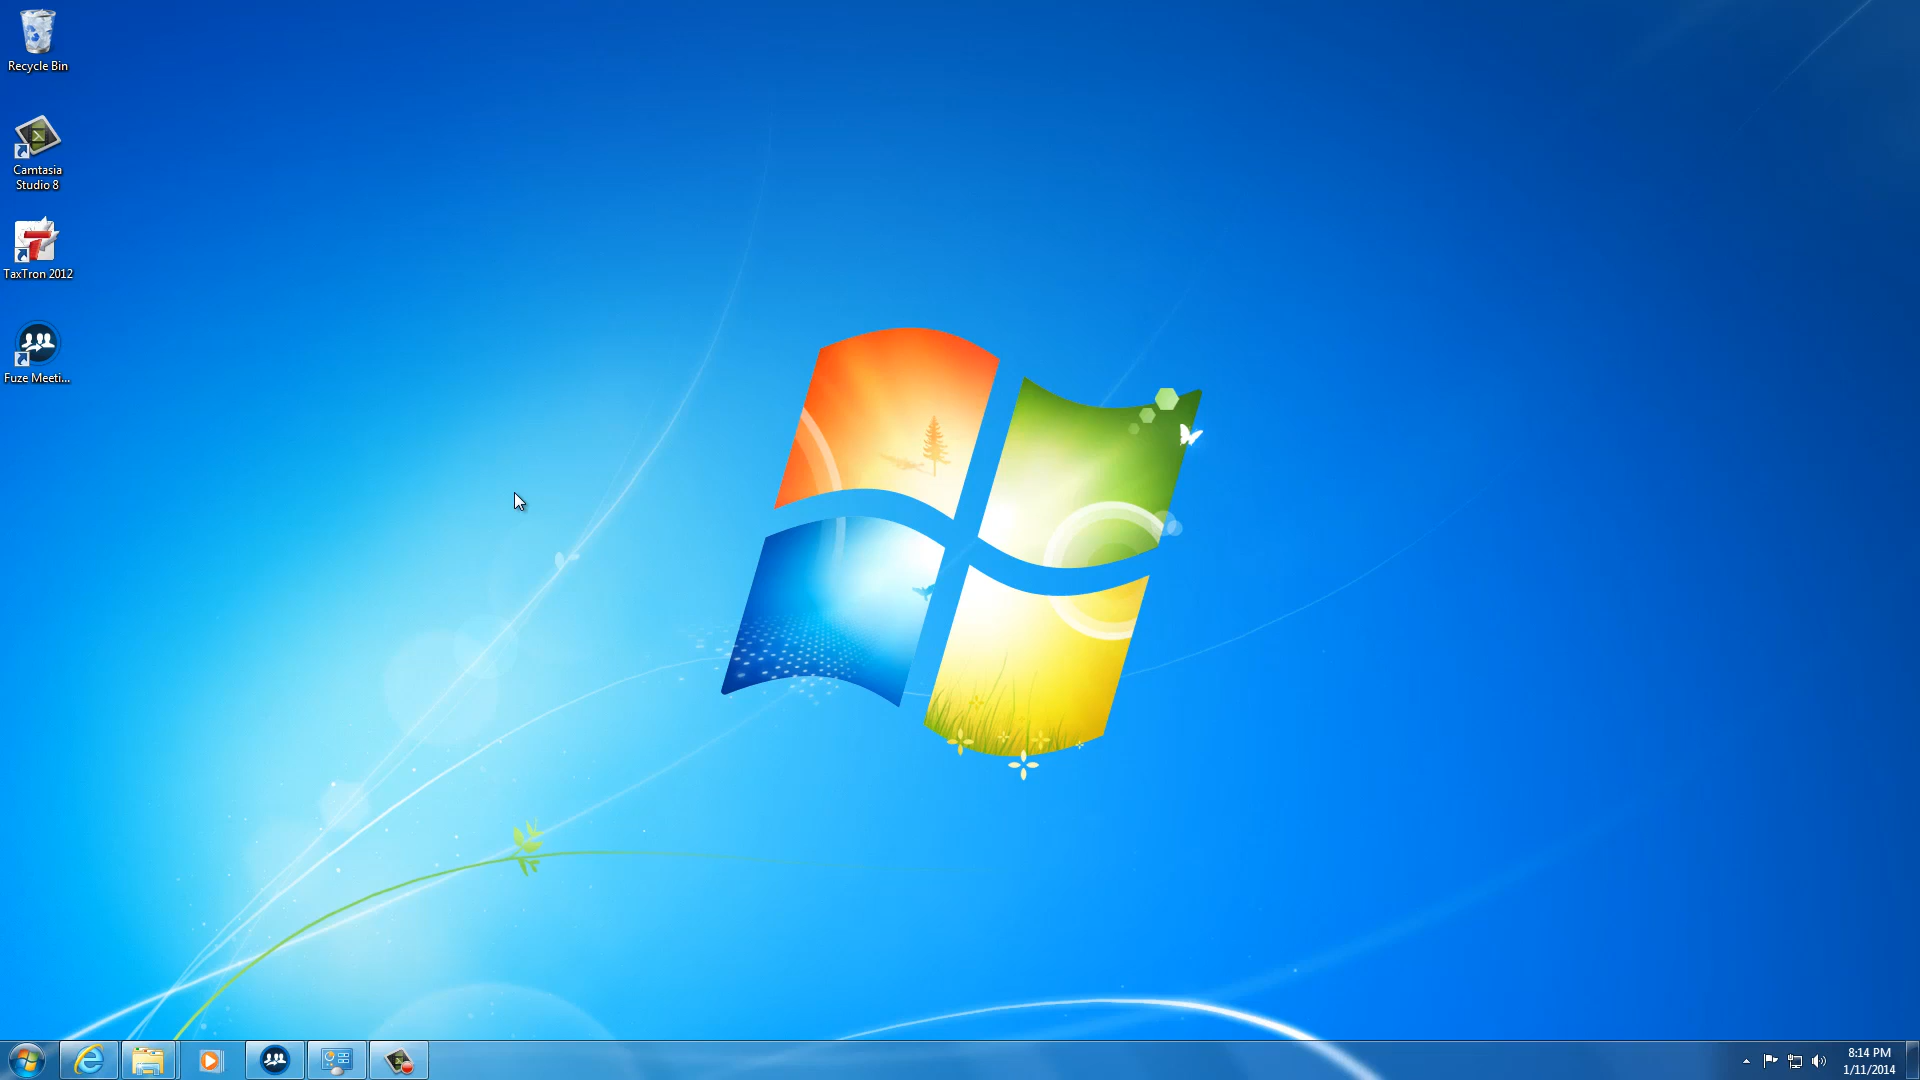 Recycle Bin
Camtasia
Studio 8
TaxTron 2012
Fuze Meeti...
8:14 PM
1/11/2014